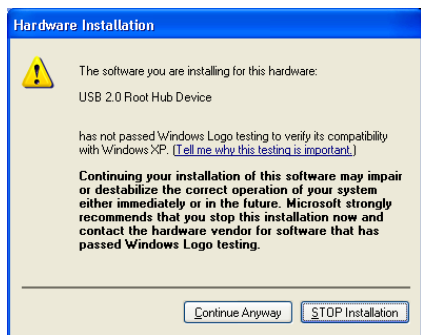 Hardware Installation
The software you are installing for this hardware:
USB 2.0 Root Hub Device
has not passed Windows Logo testing to verify its compatibility
with Windows XP. (Tell me why this testing is important.)
Continuing your installation of this software may impair
or destabilize the correct operation of your system
either immediately or in the future. Microsoft strongly
recommends that you stop this installation now and
contact the hardware vendor for software that has
passed Windows Logo testing.
Continue Anyway
STOP Installation